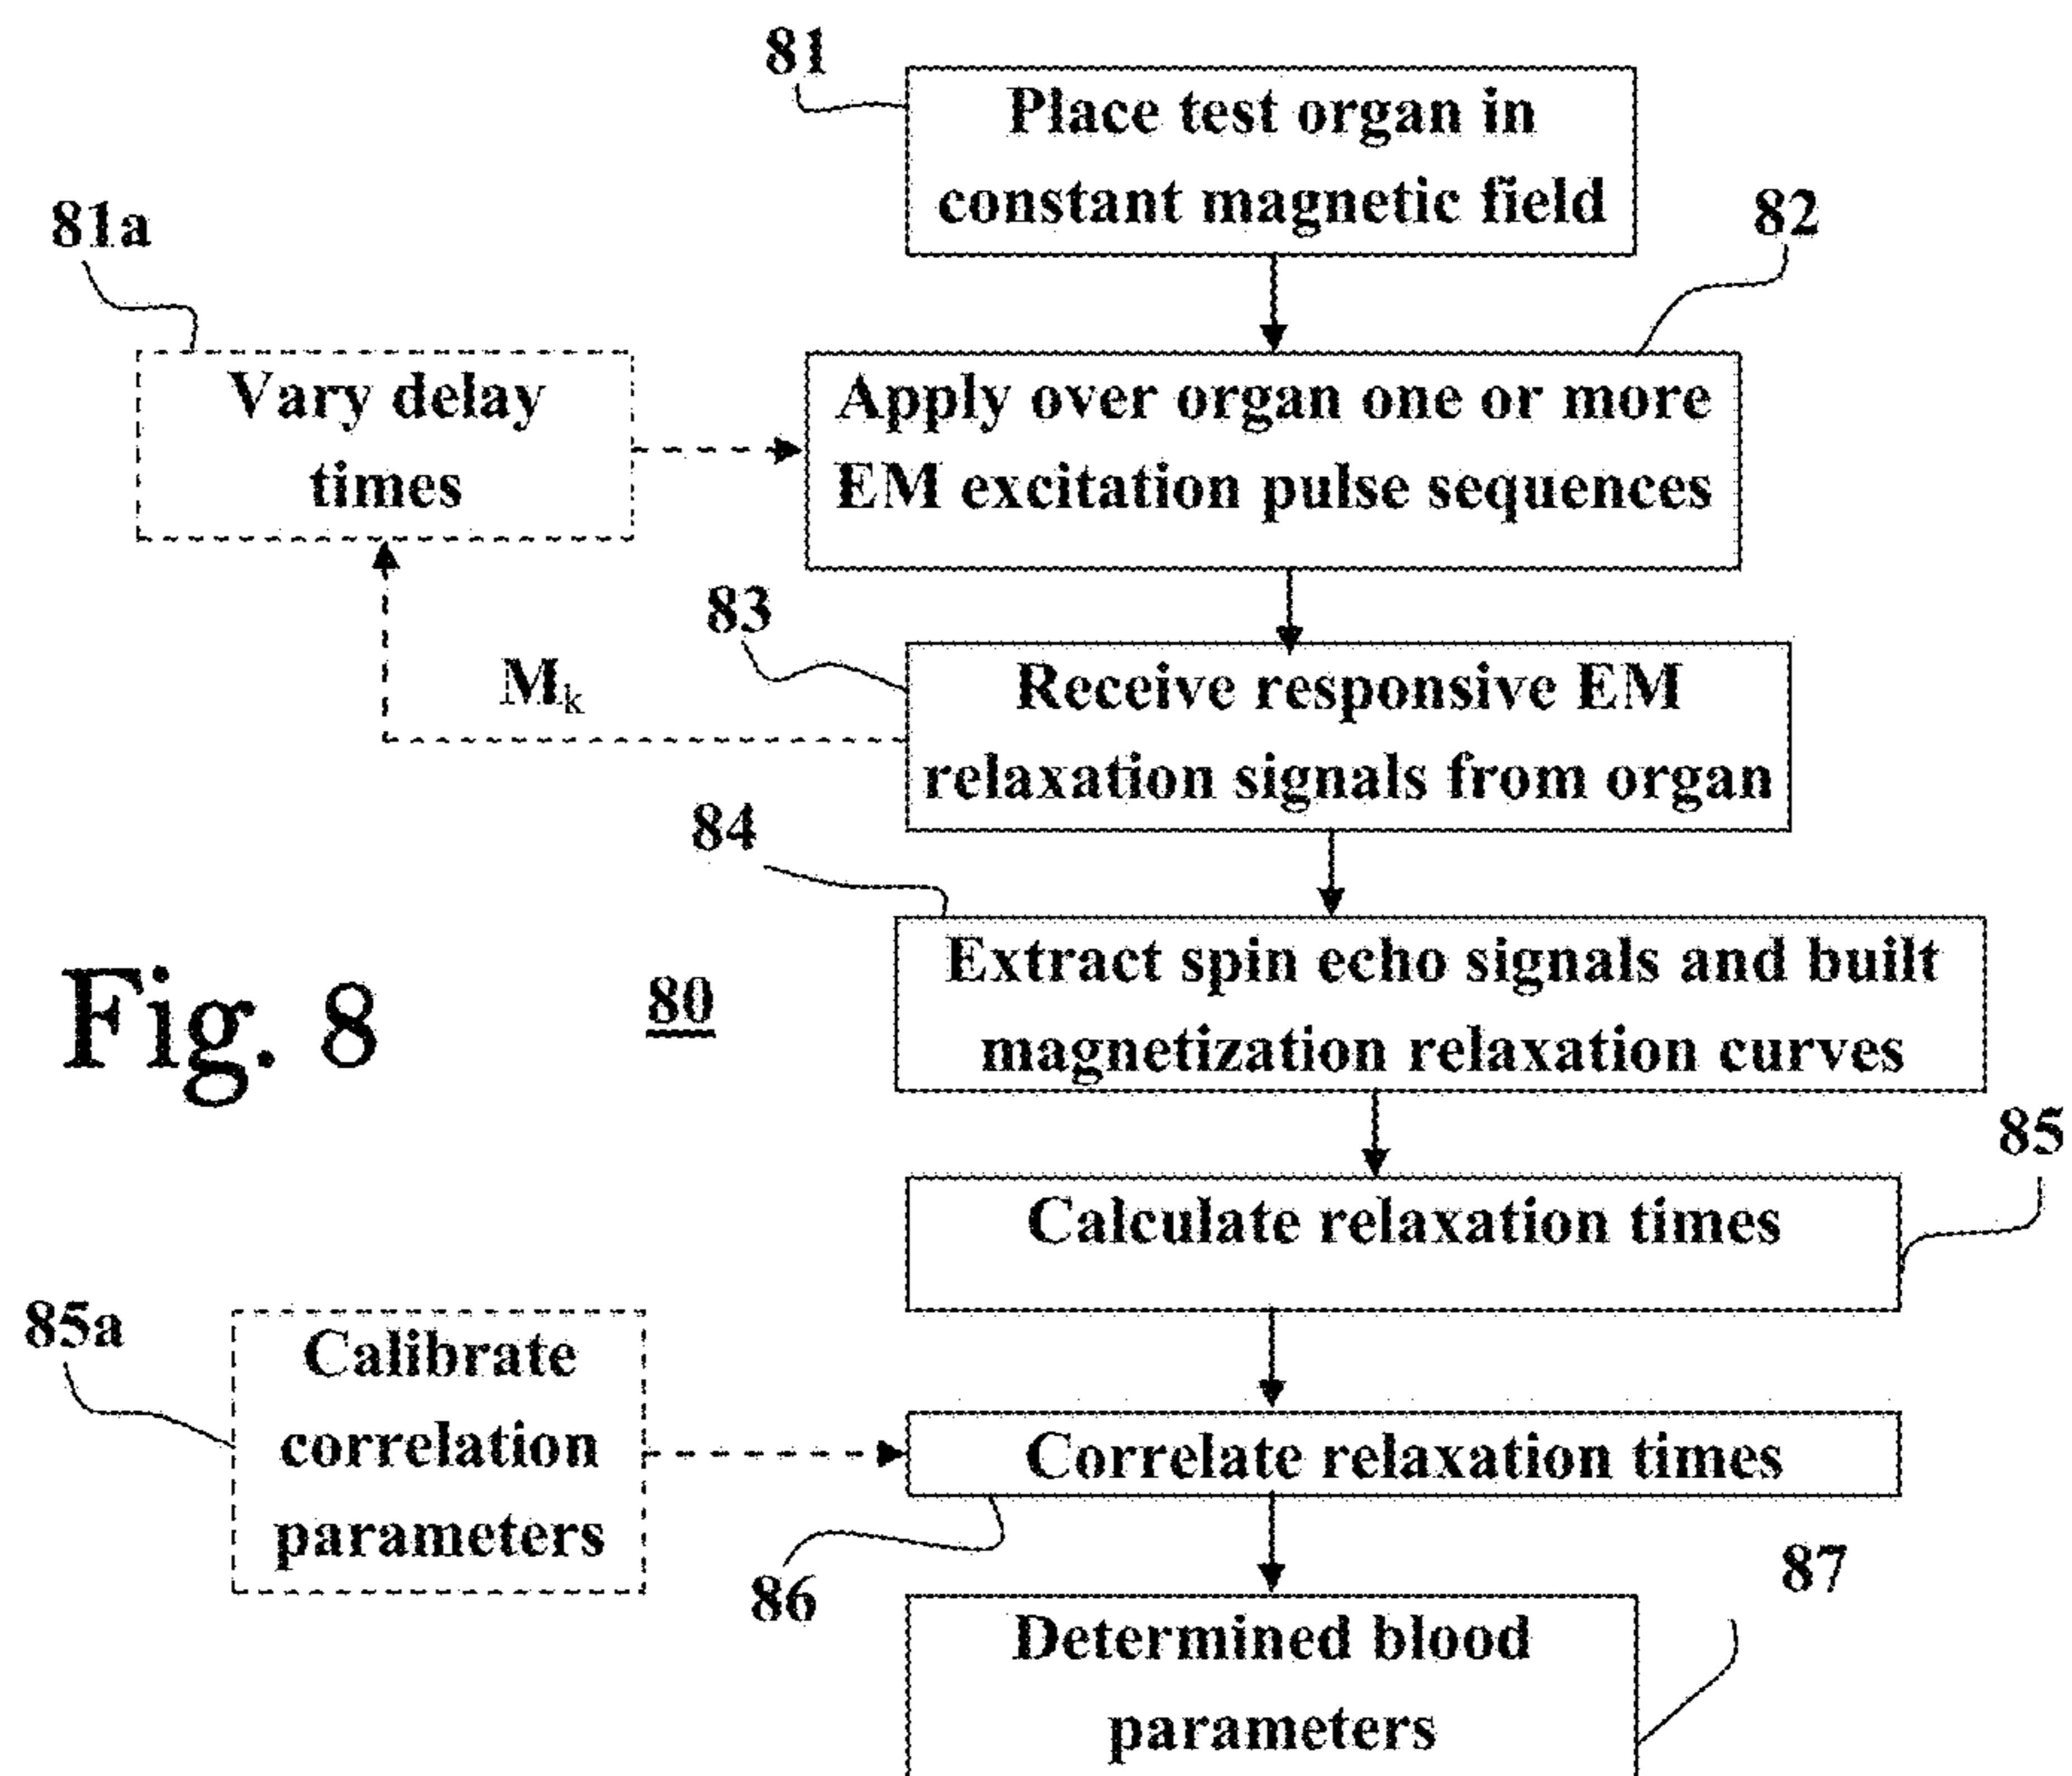 81
Place test organ in
constant magnetic field
81a
82
Vary delay
times
Apply over organ one or more
EM excitation pulse sequences
83
Mk
Receive responsive EM
relaxation signals from organ
84
Extract spin echo signals and built
magnetization relaxation curves
Fig. 8
80
85
Calculate relaxation times
85a
Calibrate
correlation
parameters
Correlate relaxation times
86
87
Determined blood
parameters